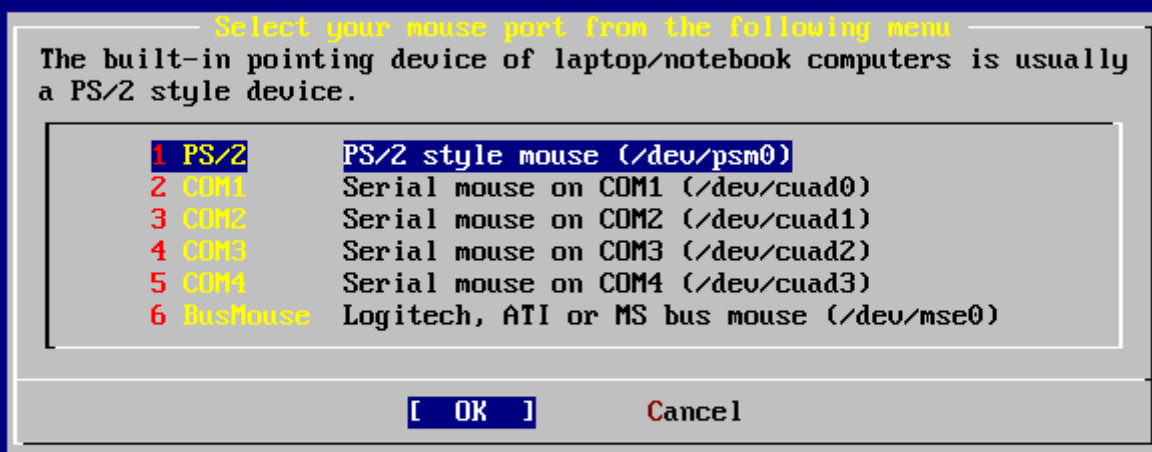 Select your mouse port from the following menu
The built-in pointing device of laptop/notebook computers is usually
a PS/2 style device.
1 PS/2 PS/2 style mouse (/dev/psm0)
2 COM1 Serial mouse on COM1 (/dev/cuad0)
3 COM2 Serial mouse on COM2 (/dev/cuad1)
4 COM3 Serial mouse on COM3 (/dev/cuad2)
5 COM4 Serial mouse on COM4 (/dev/cuad3)
6 BusMouse Logitech, ATI or MS bus mouse (/dev/mse0)
[ OK ] Cancel